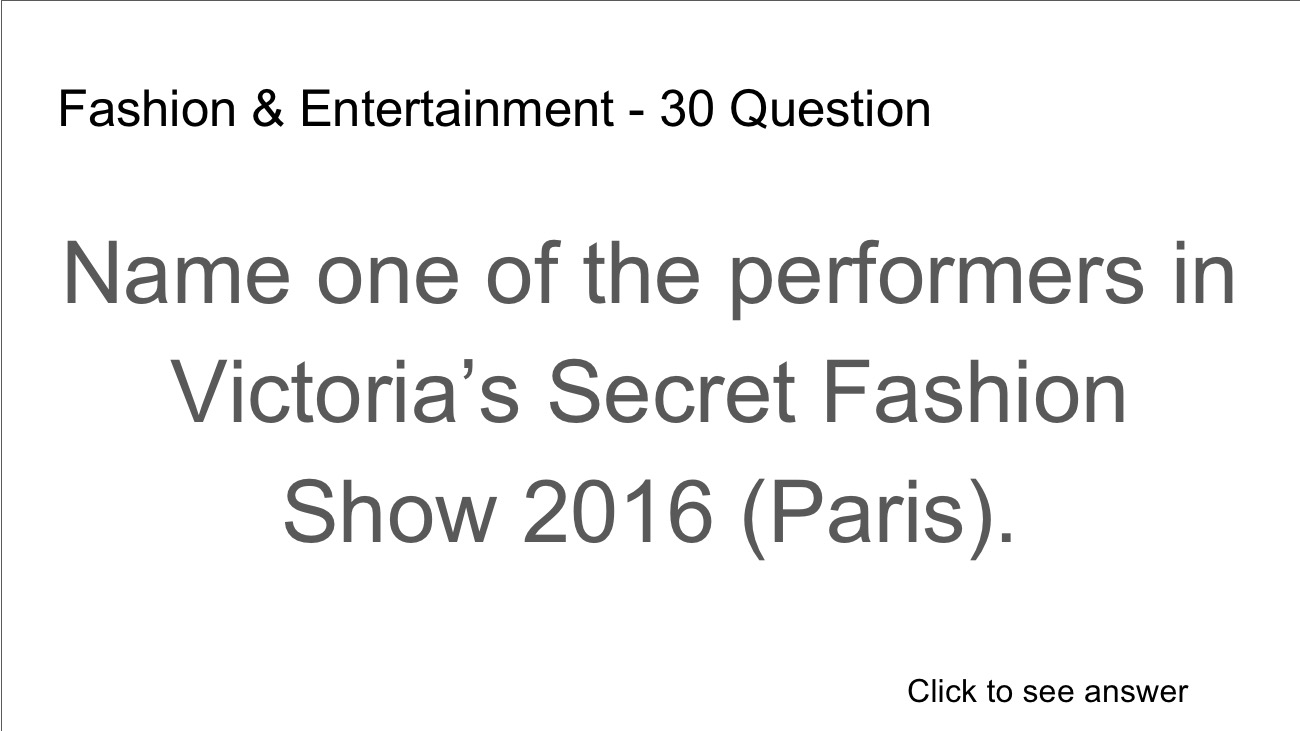 Fashion & Entertainment - 30 Question
Name one of the performers in
Victoria’s Secret Fashion
Show 2016 (Paris).
Click to see answer